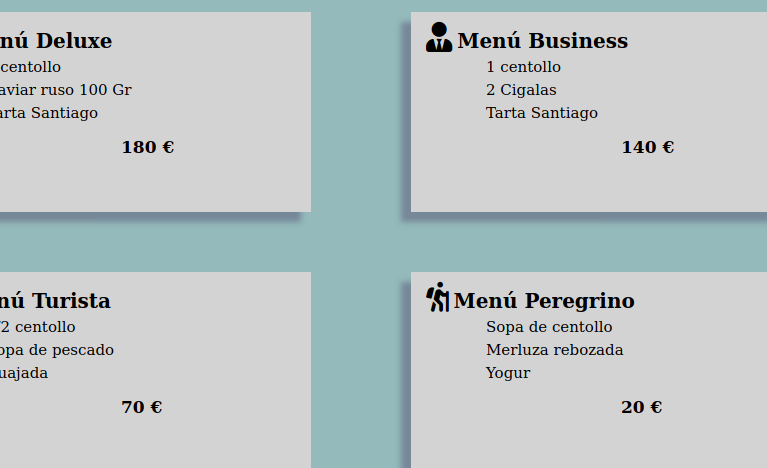 nú Deluxe
centollo
aviar ruso 100 Gr
arta Santiago
180 €
Menú Business
1 centollo
2 Cigalas
Tarta Santiago
140 €
nú Turista
/2 centollo
opa de pescado
uajada
70 €
Menú Peregrino
Sopa de centollo
Merluza rebozada
Yogur
20 €